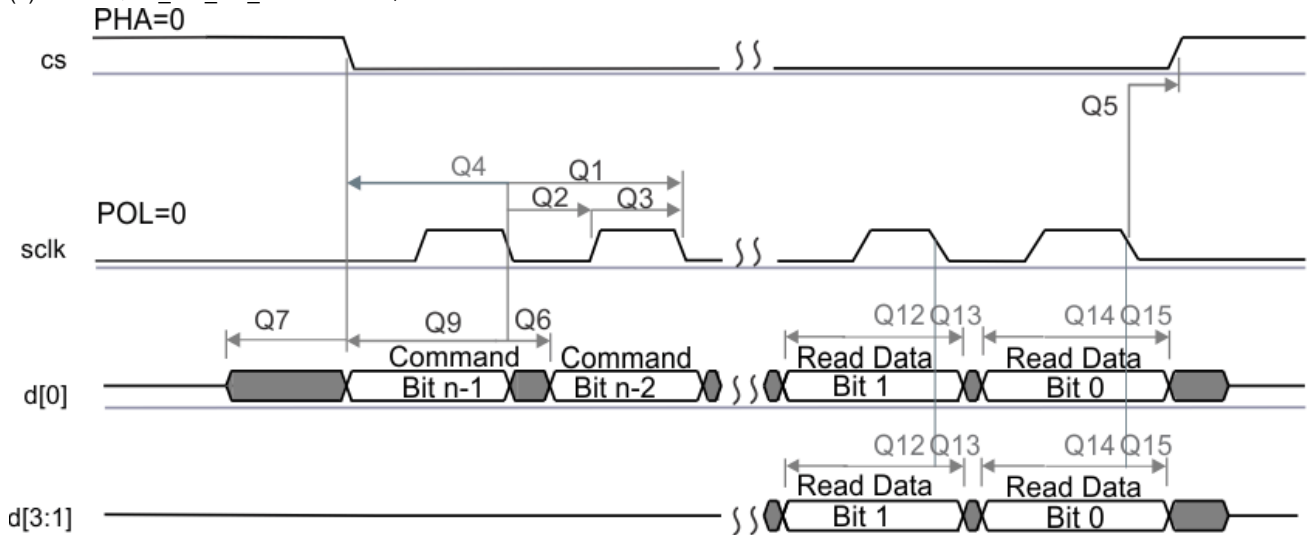 PHA=0
cs
Q5
Q4 Q1
Q2 Q3
POL=0
sclk
Q7 Q9 Q6 Q12 Q13 Q14 Q15
Command Command Read Data Read Data
d[0] Bit n-1 Bit n-2 Bit 1 Bit 0
Q12 Q13 Q14 Q15
Read Data Read Data
d[3:1] Bit 1 Bit 0